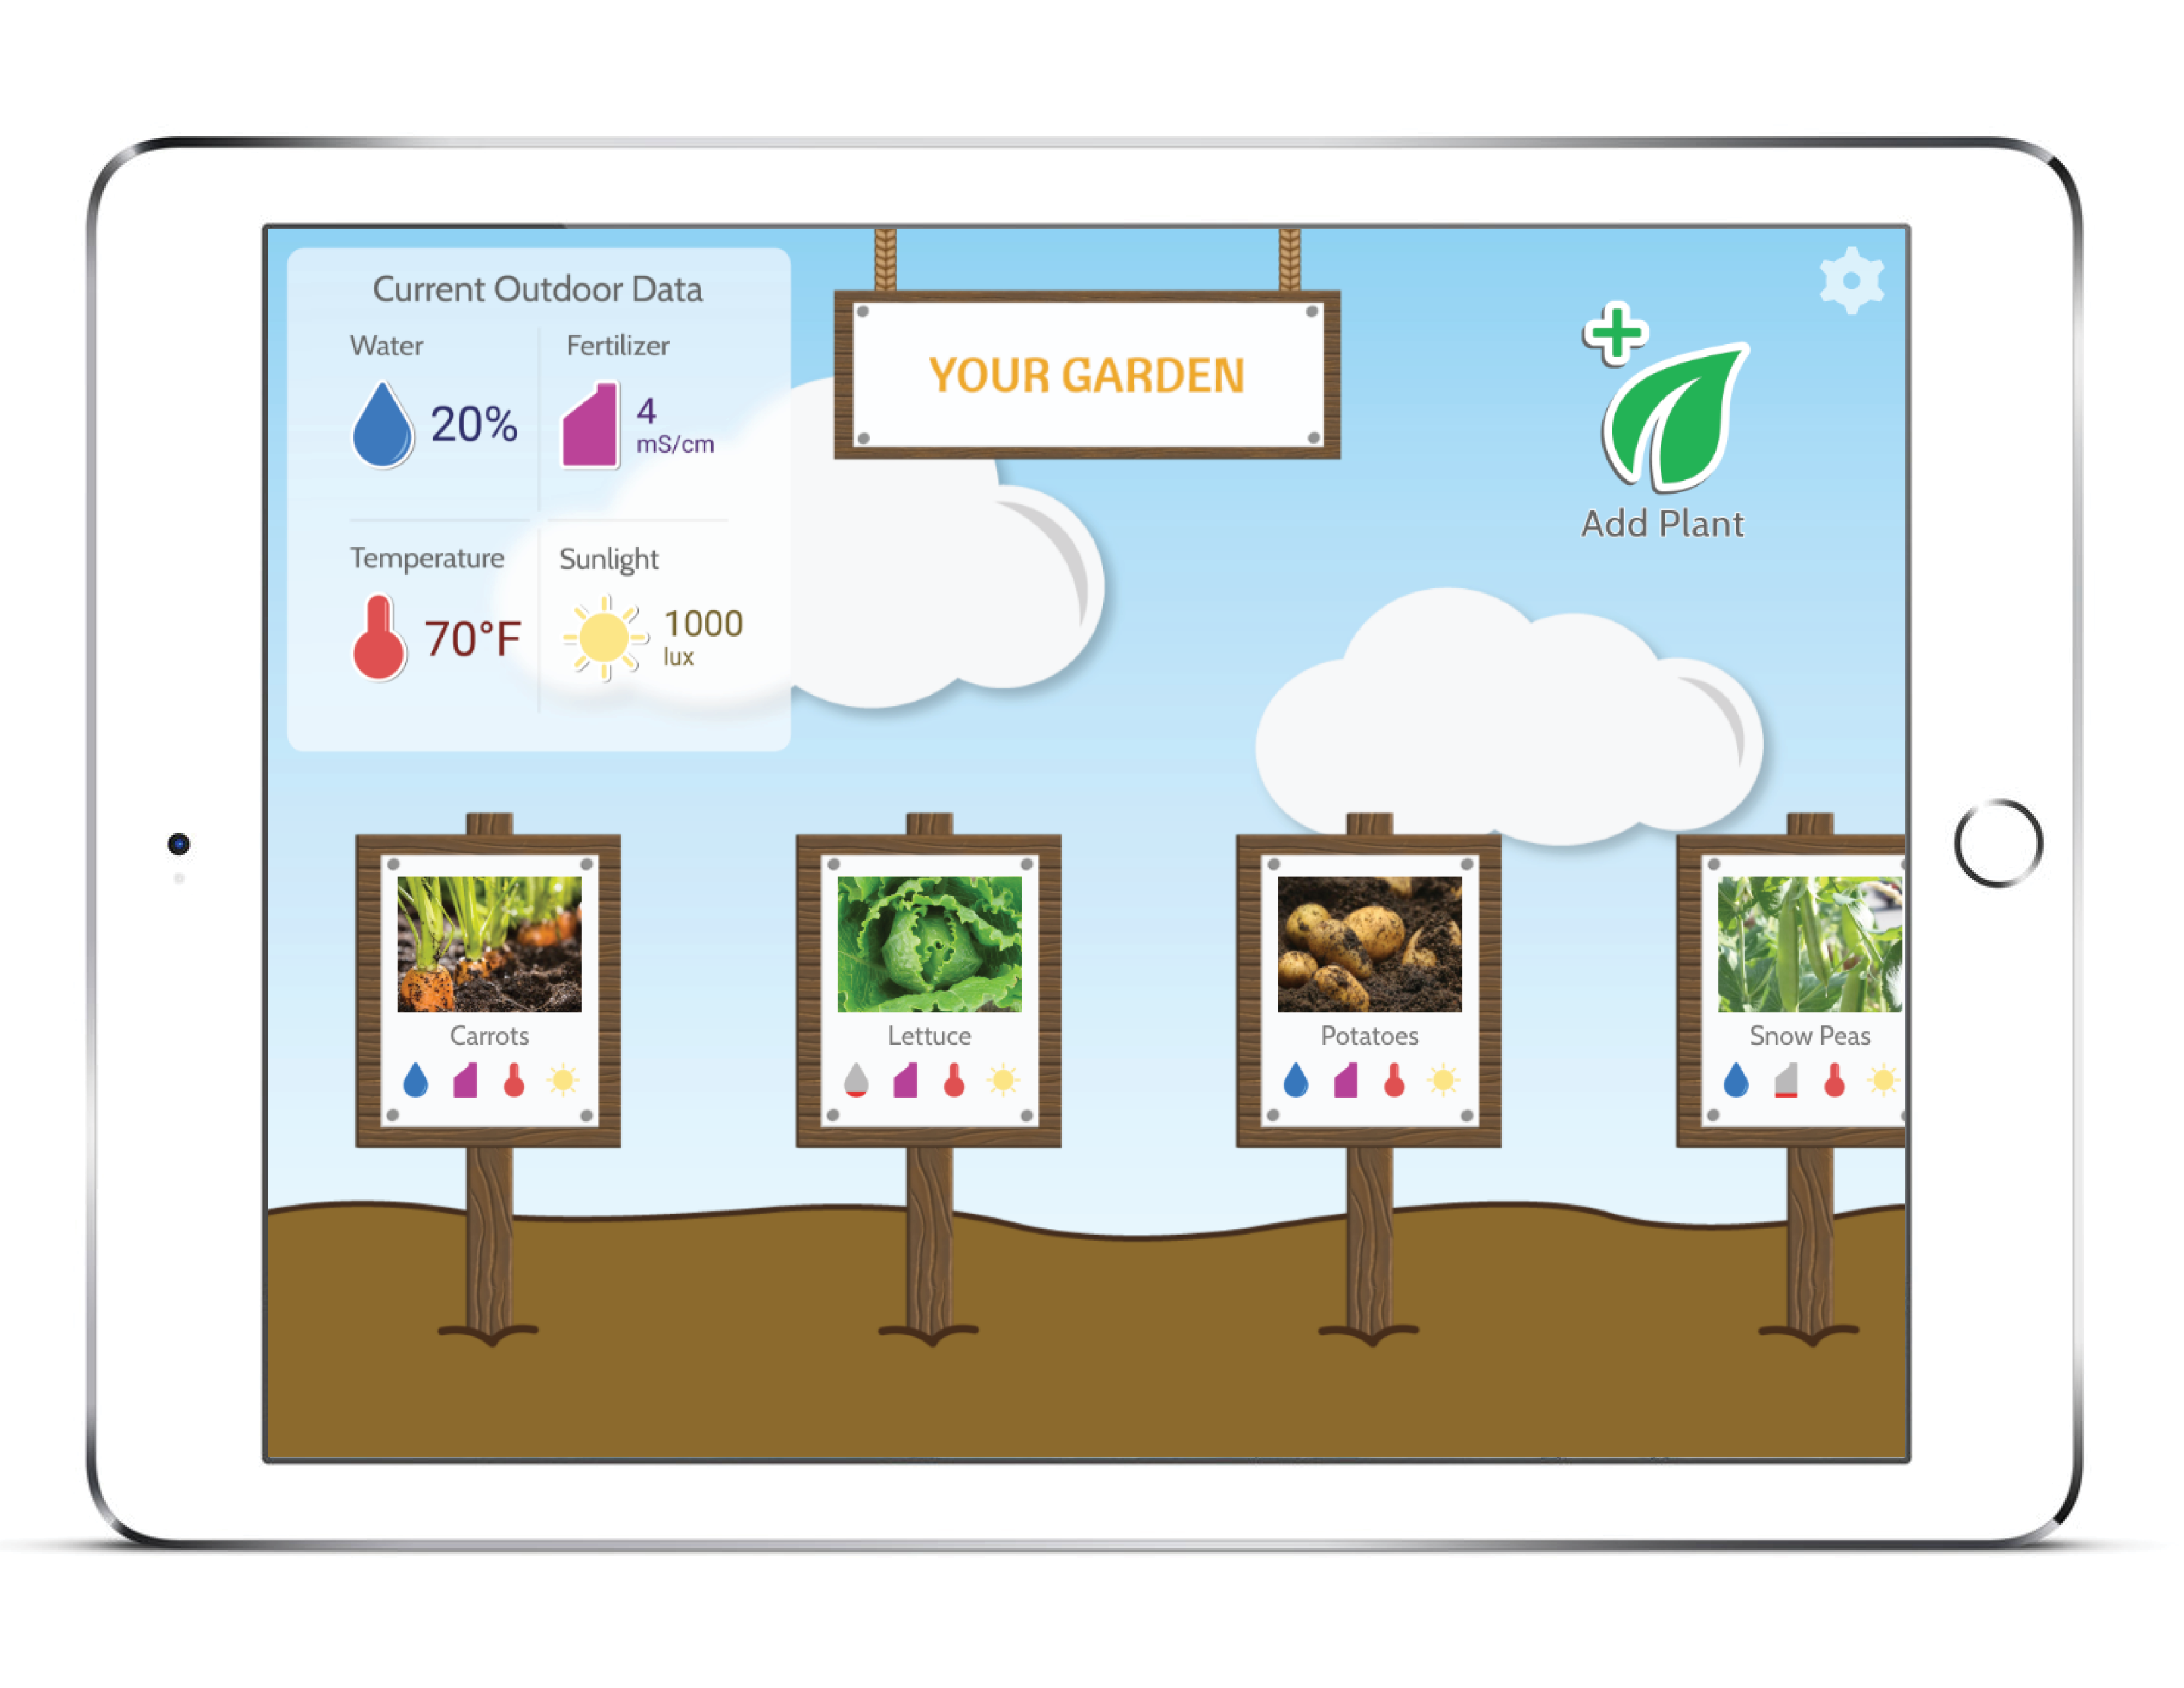 Current Outdoor Data
Water
Fertilizer
20%
4
mS/cm
Temperature
Sunlight
70°F
1000
lux
YOUR GARDEN
Add Plant
Carrots
Lettuce
Potatoes
Snow Peas